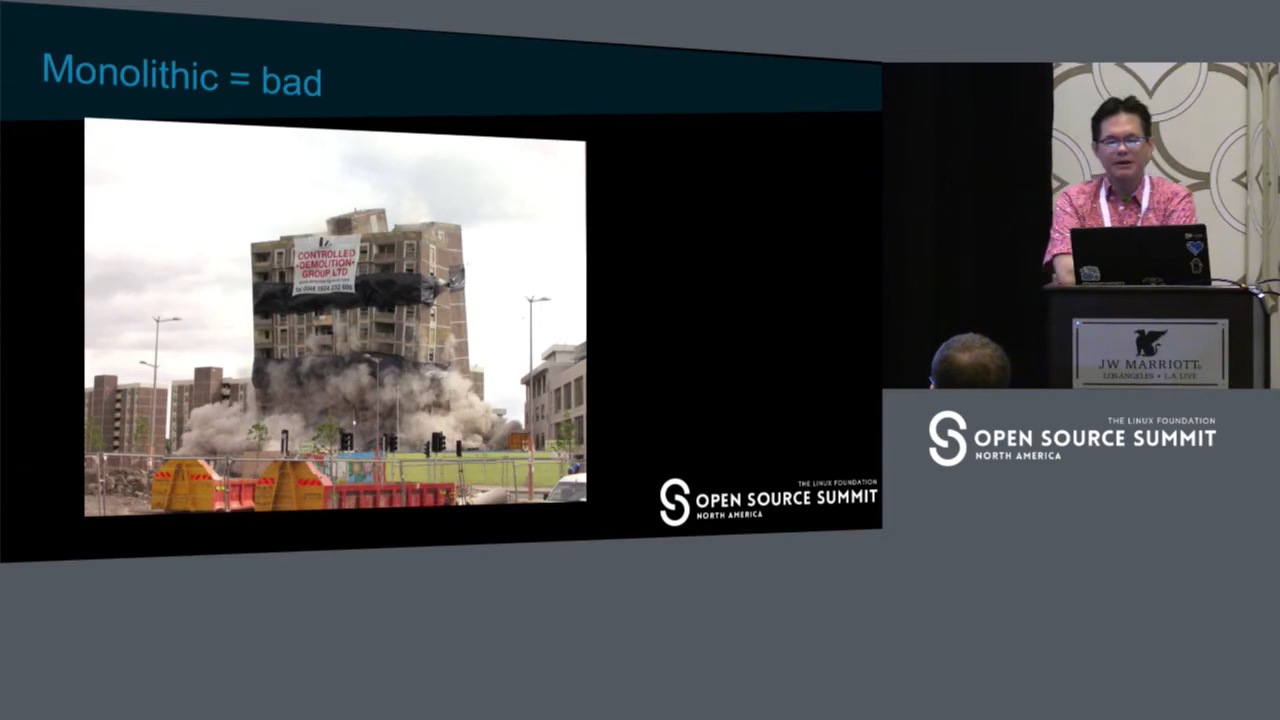 Monolithic = bad
CONTROLLED
DEMOLITION
GROUP LTD
THE LINUX FOUNDATION
OPEN SOURCE SUMMIT
NORTH AMERICA
JW MARRIOTT
LOS ANGELES • L.A. LIVE
THE LINUX FOUNDATION
OPEN SOURCE SUMMIT
NORTH AMERICA